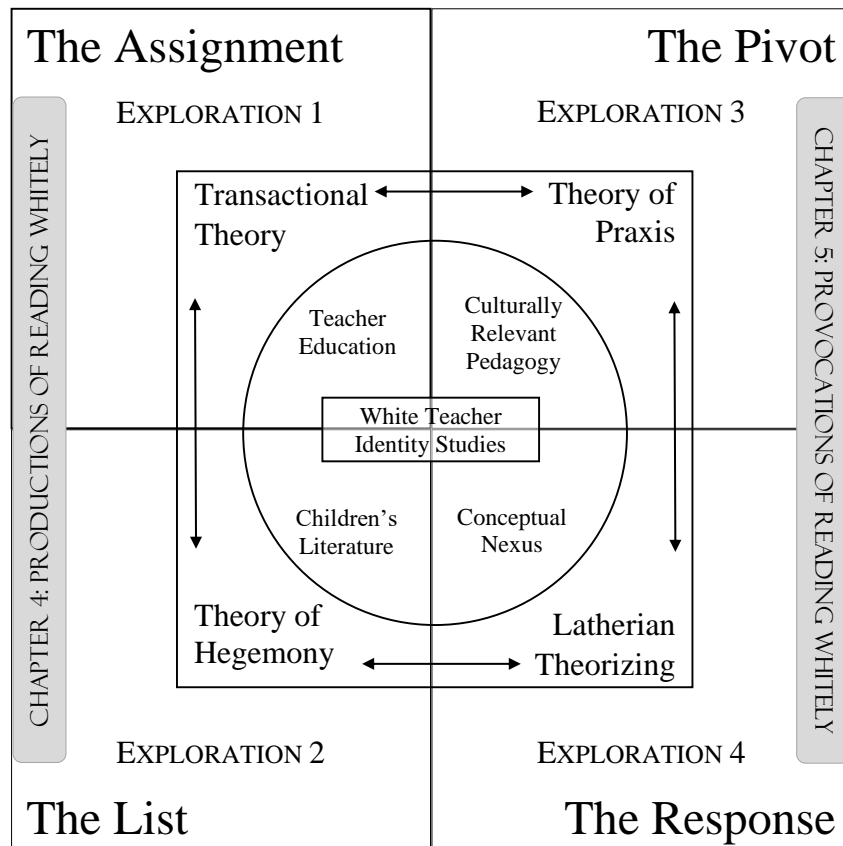 The Assignment
The Pivot
EXPLORATION 1
EXPLORATION 3
CHAPTER 4: PRODUCTIONS OF READING WHITELY
CHAPTER 5: PROVOCATIONS OF READING WHITELY
Transactional
Theory
Theory of
Praxis
Teacher
Education
Culturally
Relevant
Pedagogy
White Teacher
Identity Studies
Children's
Literature
Conceptual
Nexus
Theory of
Hegemony
Latherian
Theorizing
EXPLORATION 2
EXPLORATION 4
The List
The Response